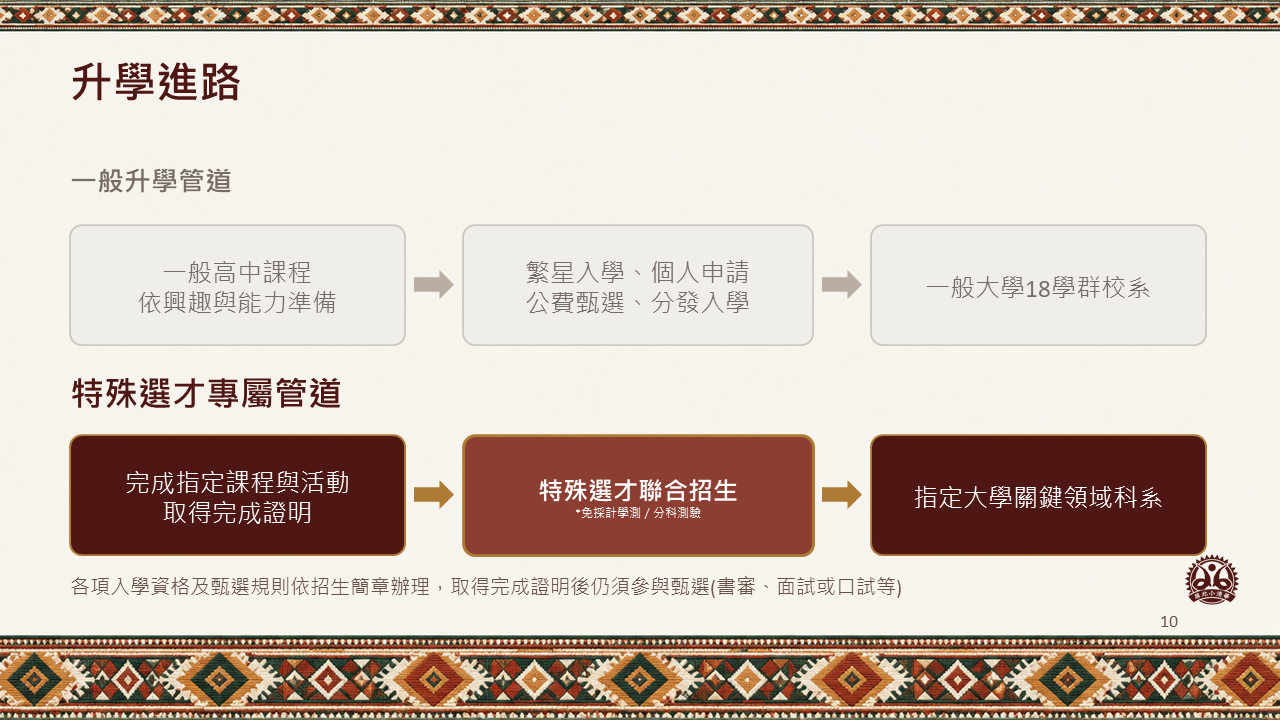 升學進路
一般升學管道
一般高中課程
依興趣與能力準備
繁星入學、個人申請
公費甄選、分發入學
一般大學18學群校系
特殊選才專屬管道
完成指定課程與活動
取得完成證明
特殊選才聯合招生
*免採計學測 / 分科測驗
指定大學關鍵領域科系
各項入學資格及甄選規則依招生簡章辦理，取得完成證明後仍須參與甄選(書審、面試或口試等)
10